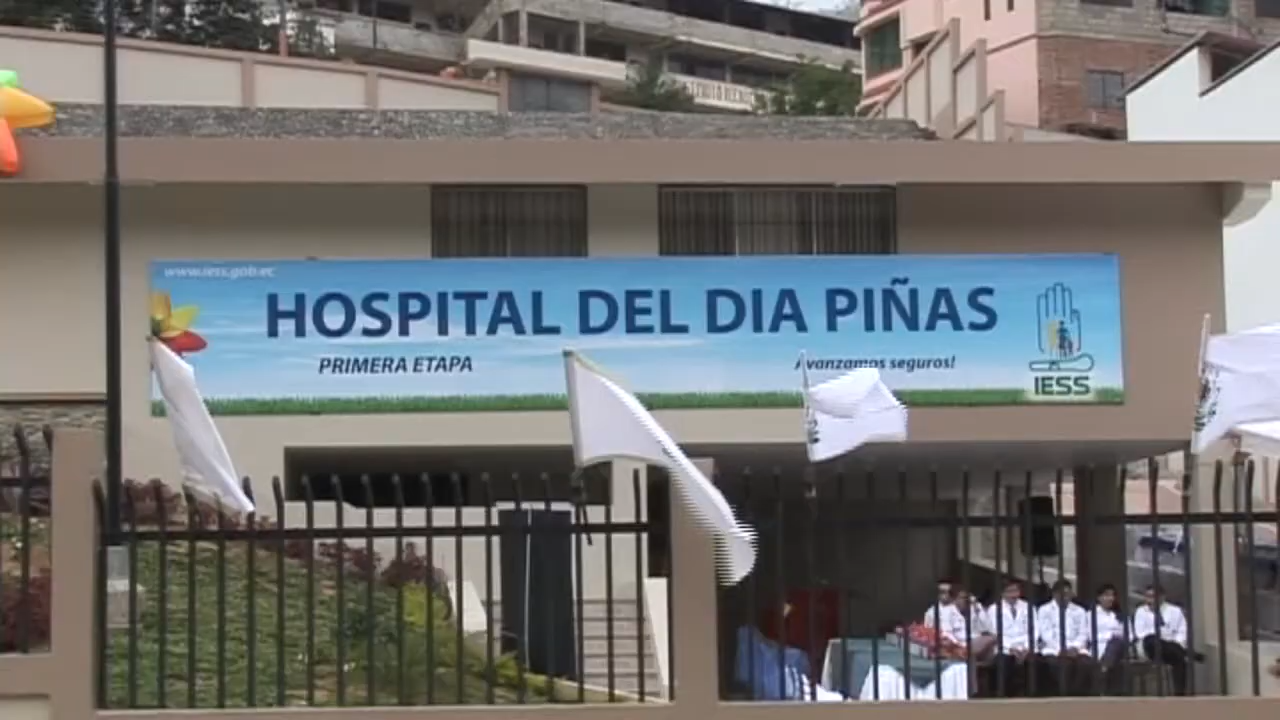 www.iess.gob.ec
HOSPITAL DEL DIA PIÑAS
PRIMERA ETAPA
Avanzamos seguros!
IESS